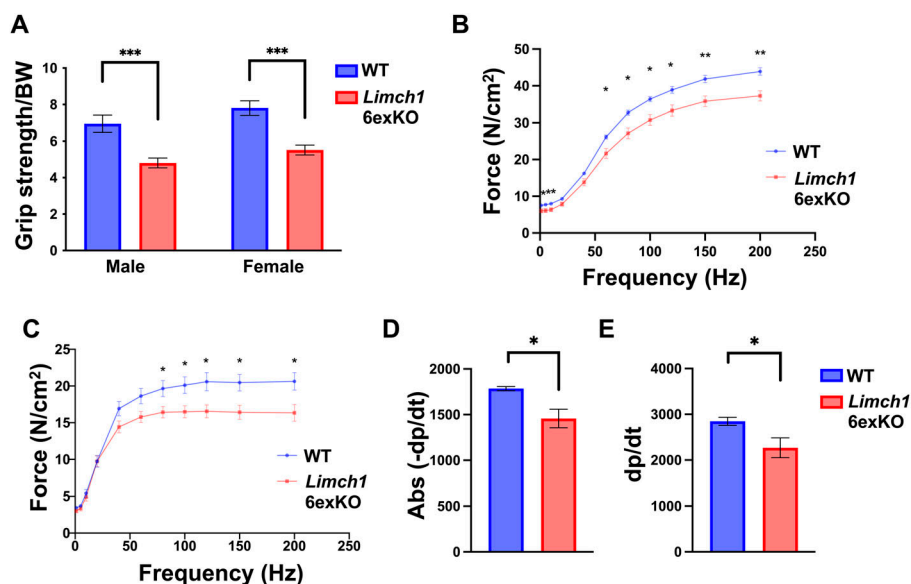 A
Grip strength/BW
10
8
6
4
2
0
***
***
Male
Female
WT
Limch1
6exKO
B
Force (N/cm²)
50
40
30
20
10
0
****
*
*
*
*
**
**
0
50
100
150
200
250
Frequency (Hz)
WT
Limch1
6exKO
C
Force (N/cm²)
25
20
15
10
5
0
*
*
*
*
*
0
50
100
150
200
250
Frequency (Hz)
WT
Limch1
6exKO
D
Abs (-dp/dt)
2000
1500
1000
500
0
*
E
dp/dt
4000
3000
2000
1000
0
*
WT
Limch1
6exKO